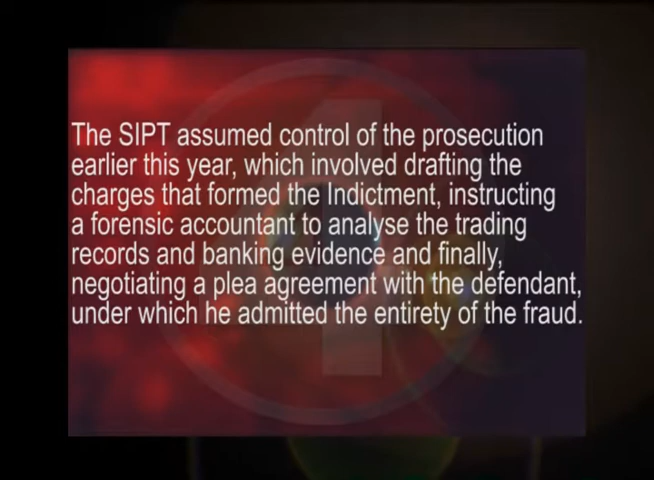 The SIPT assumed control of the prosecution
earlier this year, which involved drafting the
charges that formed the Indictment, instructing
a forensic accountant to analyse the trading
records and banking evidence and finally,
negotiating a plea agreement with the defendant,
under which he admitted the entirety of the fraud.